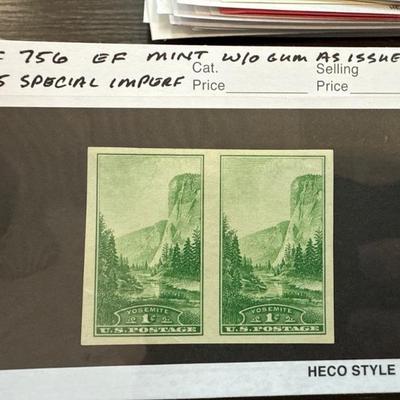 756 EF MINT W/O GUM AS ISSUE
SPECIAL IMPERF Cat. Price Selling Price
YOSEMITE YOSEMITE
1¢ 1¢
U.S. POSTAGE U.S. POSTAGE
HECO STYLE